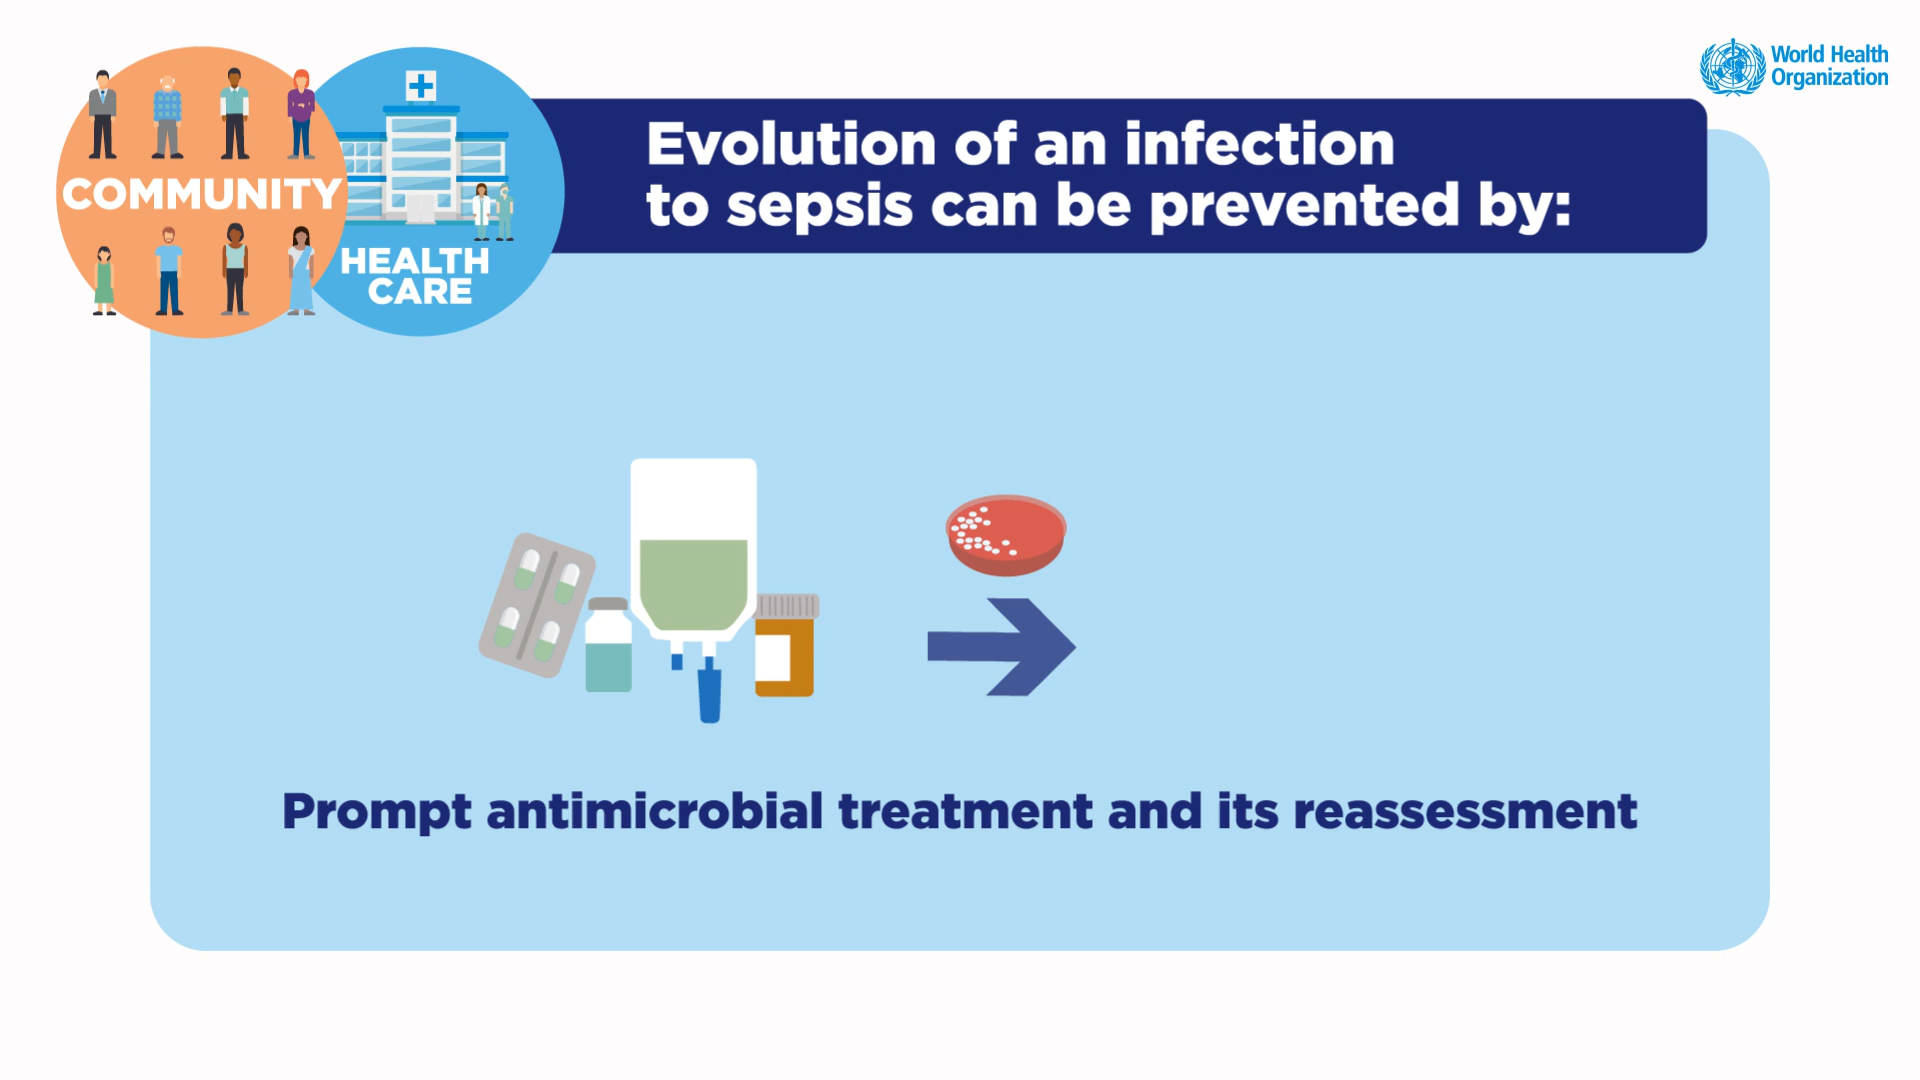 COMMUNITY
HEALTH
CARE
Evolution of an infection
to sepsis can be prevented by:
World Health
Organization
Prompt antimicrobial treatment and its reassessment